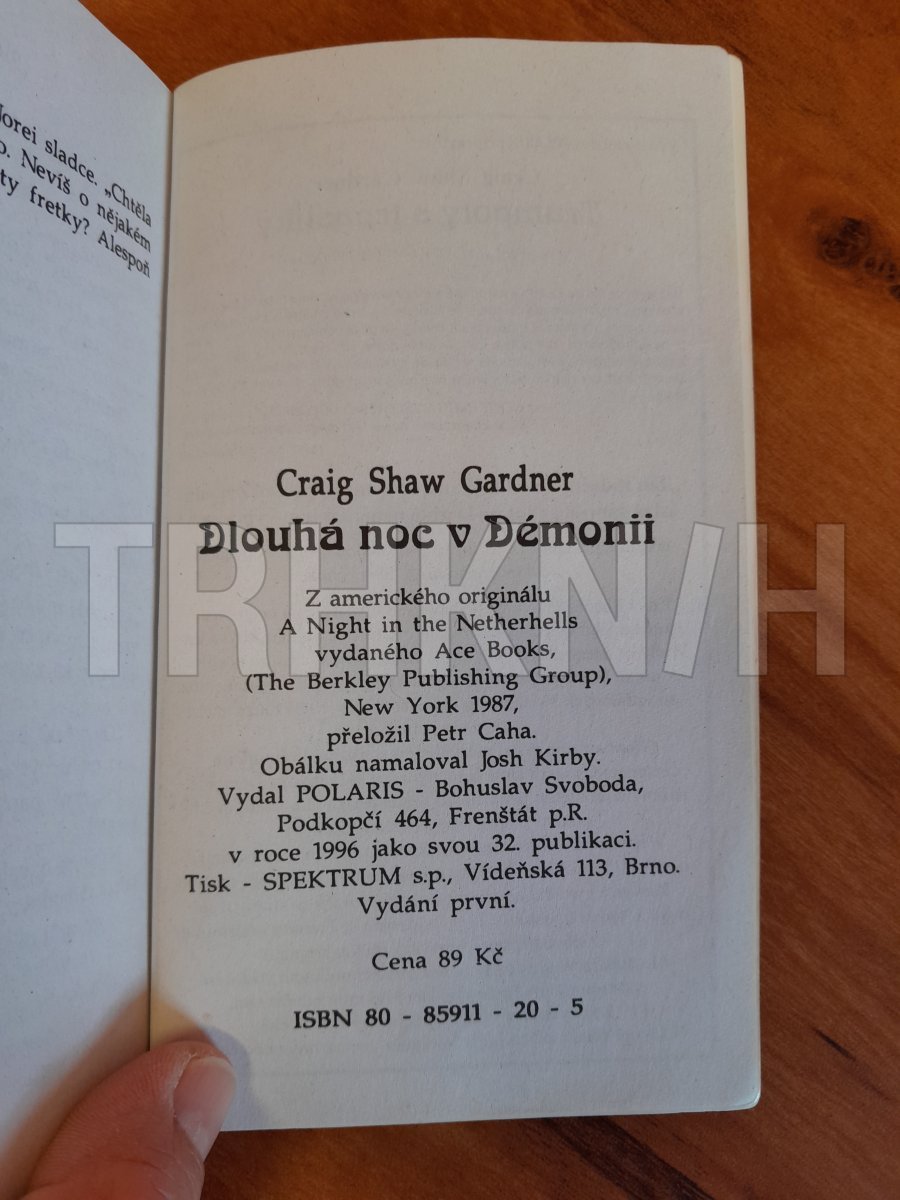 orei sladce. „Chtěla
o. Nevíš o nějakém
ty fretky? Alespoň
Craig Shaw Gardner
Dlouhá noc v Démonii
TRHKN/H
Z amerického originálu
A Night in the Netherhells
vydaného Ace Books,
(The Berkley Publishing Group),
New York 1987,
přeložil Petr Caha.
Obálku namaloval Josh Kirby.
Vydal POLARIS - Bohuslav Svoboda,
Podkopčí 464, Frenštát p.R.
v roce 1996 jako svou 32. publikaci.
Tisk - SPEKTRUM s.p., Vídeňská 113, Brno.
Vydání první.
Cena 89 Kč
ISBN 80 - 85911 - 20 - 5